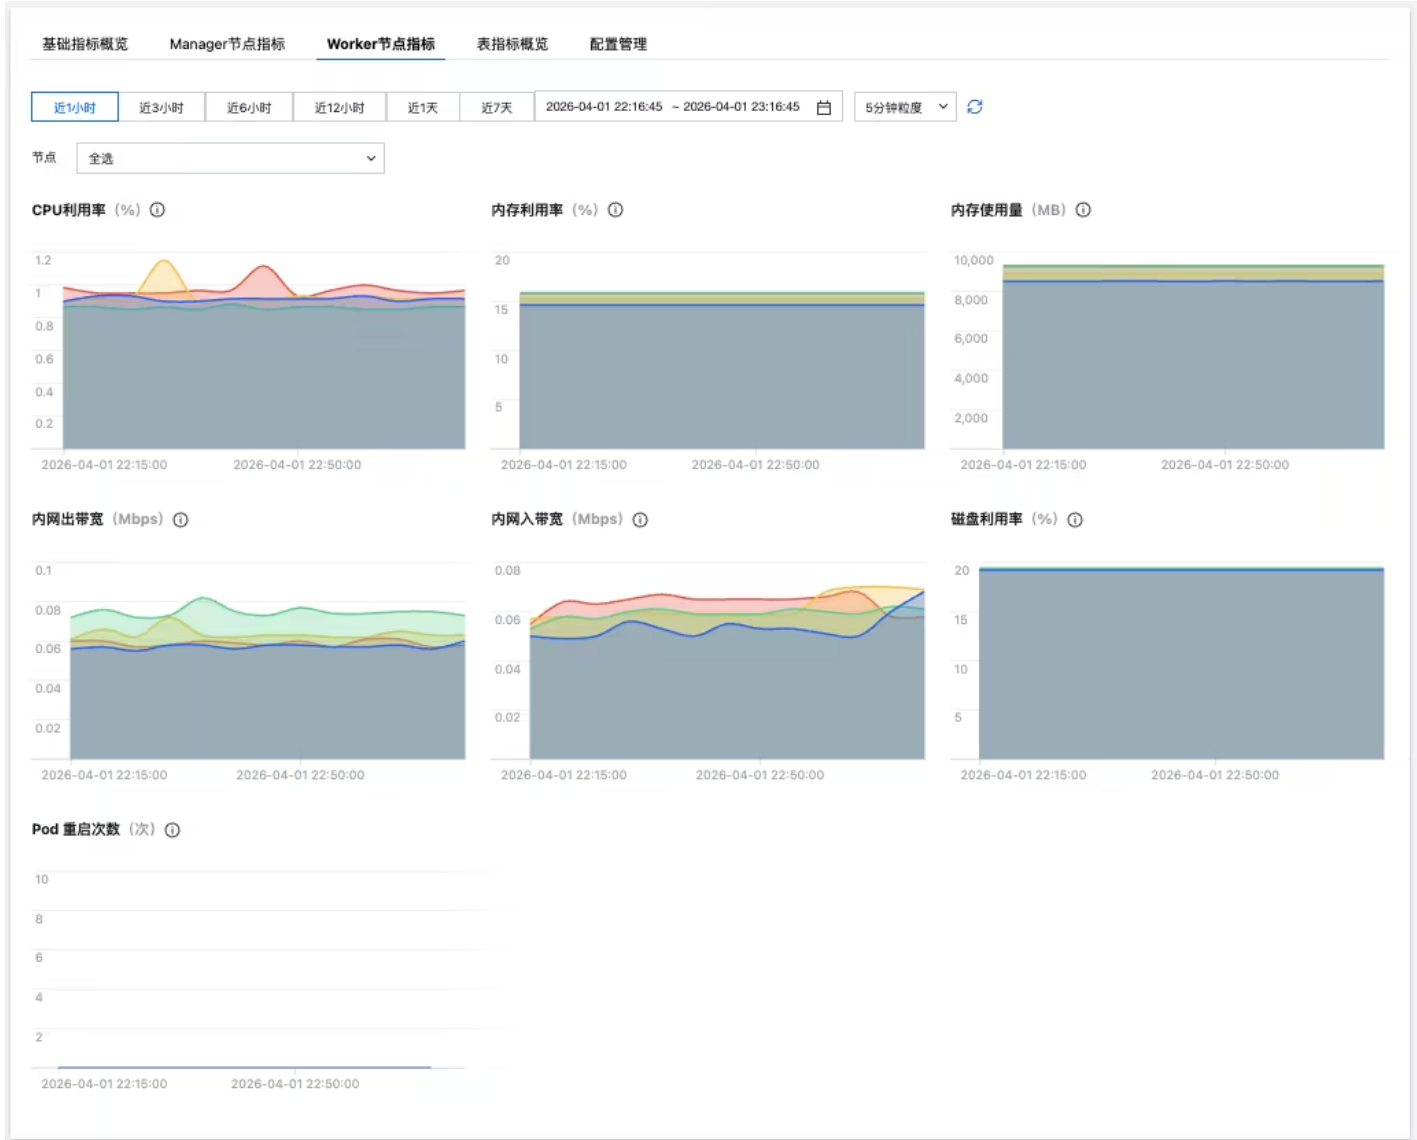 基础指标概览 Manager节点指标 Worker节点指标 表指标概览 配置管理
近1小时 近3小时 近6小时 近12小时 近1天 近7天 2026-04-01 22:16:45 ~ 2026-04-01 23:16:45 5分钟粒度
节点 全选
CPU利用率 (%)
1.2
1
0.8
0.6
0.4
0.2
2026-04-01 22:15:00 2026-04-01 22:50:00
内存利用率 (%)
20
15
10
5
2026-04-01 22:15:00 2026-04-01 22:50:00
内存使用量 (MB)
10,000
8,000
6,000
4,000
2,000
2026-04-01 22:15:00 2026-04-01 22:50:00
内网出带宽 (Mbps)
0.1
0.08
0.06
0.04
0.02
2026-04-01 22:15:00 2026-04-01 22:50:00
内网入带宽 (Mbps)
0.08
0.06
0.04
0.02
2026-04-01 22:15:00 2026-04-01 22:50:00
磁盘利用率 (%)
20
15
10
5
2026-04-01 22:15:00 2026-04-01 22:50:00
Pod 重启次数 (次)
10
8
6
4
2
2026-04-01 22:15:00 2026-04-01 22:50:00